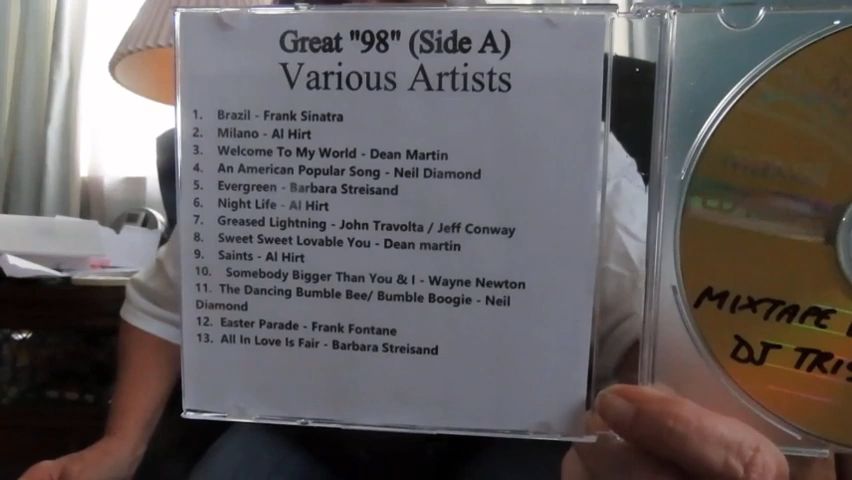 Great "98" (Side A)
Various Artists
1. Brazil - Frank Sinatra
2. Milano - Al Hirt
3. Welcome To My World - Dean Martin
4. An American Popular Song - Neil Diamond
5. Evergreen - Barbara Streisand
6. Night Life - Al Hirt
7. Greased Lightning - John Travolta / Jeff Conway
8. Sweet Sweet Lovable You - Dean martin
9. Saints - Al Hirt
10. Somebody Bigger Than You & I - Wayne Newton
11. The Dancing Bumble Bee/ Bumble Boogie - Neil
Diamond
12. Easter Parade - Frank Fontane
13. All In Love Is Fair - Barbara Streisand
MIXTAPE
DJ